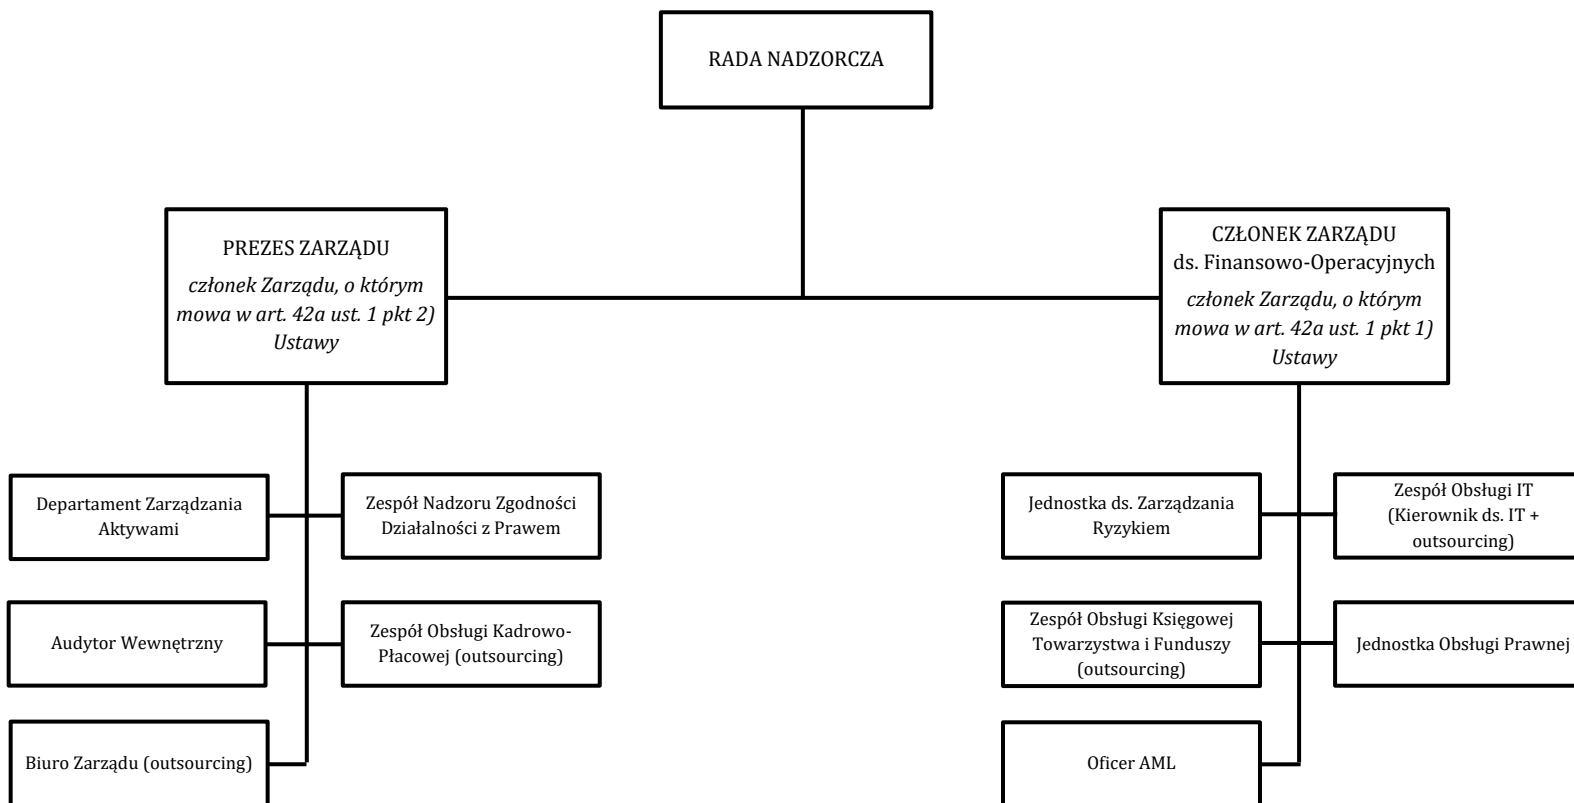 RADA NADZORCZA
PREZES ZARZĄDU
członek Zarządu, o którym
mowa w art. 42a ust. 1 pkt 2)
Ustawy
CZŁONEK ZARZĄDU
ds. Finansowo-Operacyjnych
członek Zarządu, o którym
mowa w art. 42a ust. 1 pkt 1)
Ustawy
Departament Zarządzania
Aktywami
Zespół Nadzoru Zgodności
Działalności z Prawem
Jednostka ds. Zarządzania
Ryzykiem
Zespół Obsługi IT
(Kierownik ds. IT +
outsourcing)
Audytor Wewnętrzny
Zespół Obsługi Kadrowo-
Płacowej (outsourcing)
Zespół Obsługi Księgowej
Towarzystwa i Funduszy
(outsourcing)
Jednostka Obsługi Prawnej
Biuro Zarządu (outsourcing)
Oficer AML